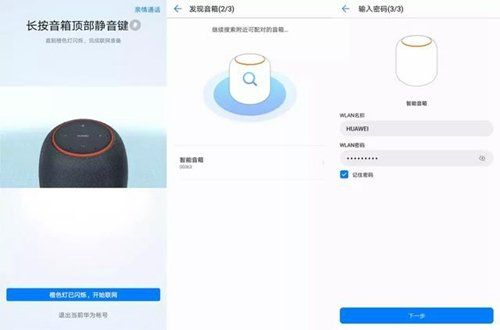 亲情通话
长按音箱顶部静音键
直到橙色灯闪烁，完成联网准备
HUAWEI
橙色灯已闪烁，开始联网
退出当前华为帐号
发现音箱(2/3)
继续搜索附近可配对的音箱...
智能音箱
00063
输入密码(3/3)
智能音箱
WLAN名称
HUAWEI
WLAN密码
•••••••••
记住密码
下一步